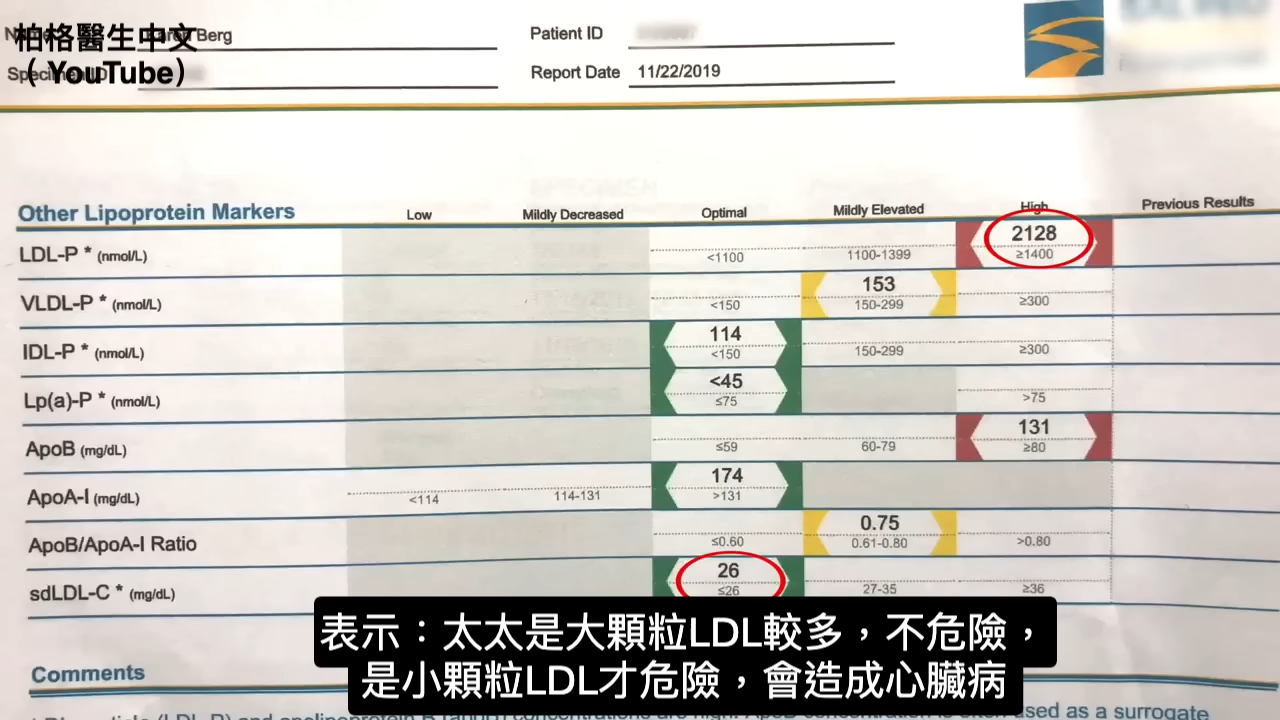 柏格醫生中文
（YouTube）
Berg
Patient ID
Report Date 11/22/2019
Other Lipoprotein Markers Low Mildly Decreased Optimal Mildly Elevated High Previous Results
LDL-P * (nmol/L) <1100 1100-1399 2128 ≥1400
VLDL-P * (nmol/L) <150 153 150-299 ≥300
IDL-P * (nmol/L) 114 <150 150-299 ≥300
Lp(a)-P * (nmol/L) <45 ≤75 >75
ApoB (mg/dL) ≤59 60-79 131 ≥80
ApoA-I (mg/dL) <114 114-131 174 >131
ApoB/ApoA-I Ratio ≤0.60 0.75 0.61-0.80 >0.80
sdLDL-C * (mg/dL) 26 ≤26 27-35 ≥36
表示：太太是大顆粒LDL較多，不危險，
是小顆粒LDL才危險，會造成心臟病
Comments
used as a surrogate